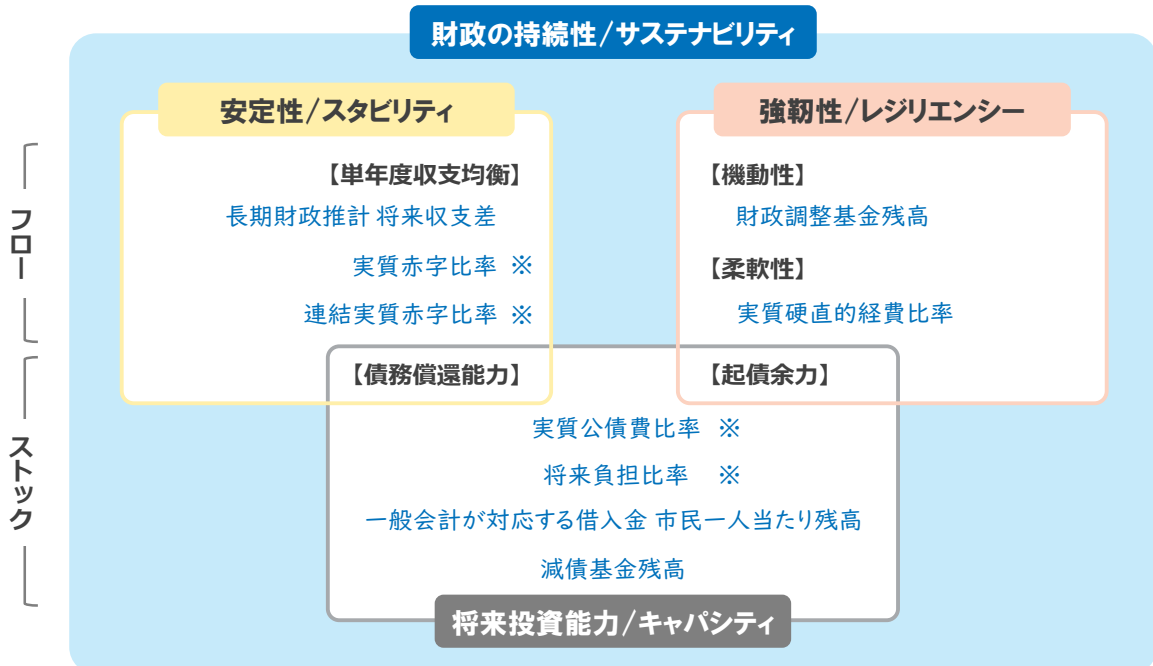 財政の持続性/サステナビリティ
安定性/スタビリティ
強靭性/レジリエンシー
フロー
【単年度収支均衡】
長期財政推計 将来収支差
実質赤字比率 ※
連結実質赤字比率 ※
【機動性】
財政調整基金残高
【柔軟性】
実質硬直的経費比率
ストック
【債務償還能力】
【起債余力】
実質公債費比率 ※
将来負担比率 ※
一般会計が対応する借入金 市民一人当たり残高
減債基金残高
将来投資能力/キャパシティ